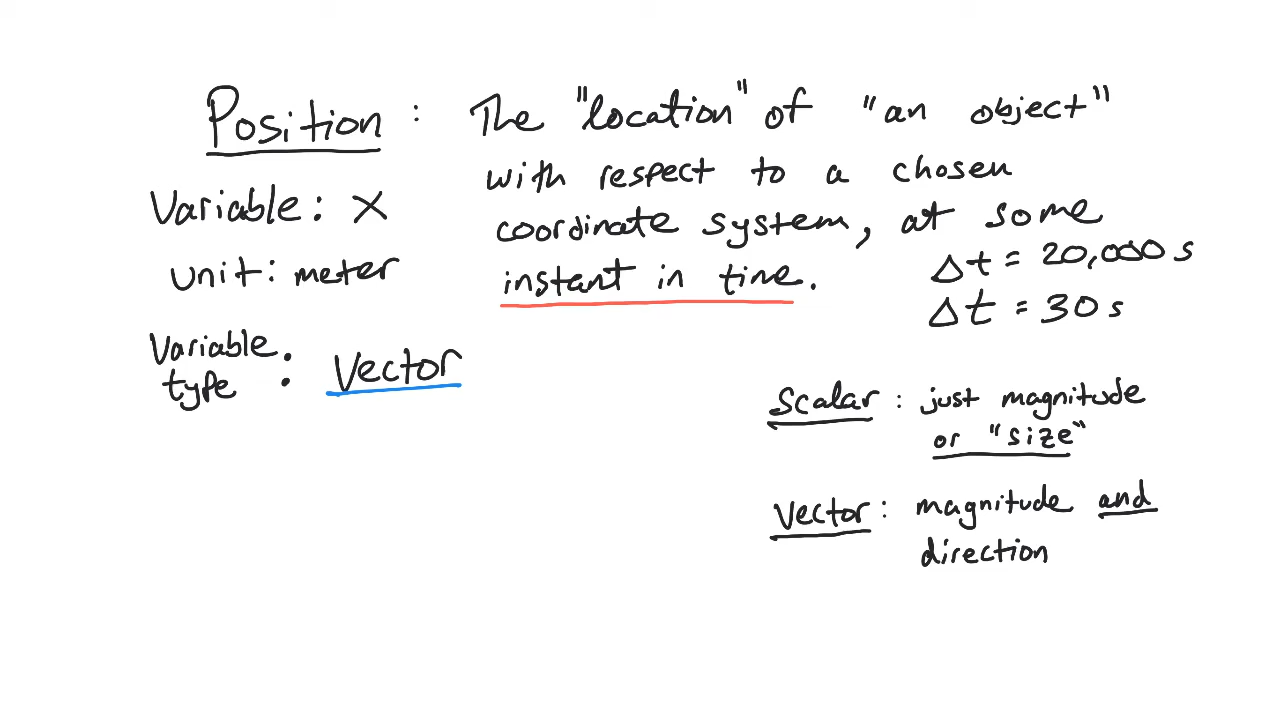 Position : The "location" of "an object"
with respect to a chosen
coordinate system, at some
instant in time.
Variable: x
unit: meter
Variable type : Vector
Δt = 20,000 s
Δt = 30 s
Scalar : just magnitude
or "size"
Vector : magnitude and
direction